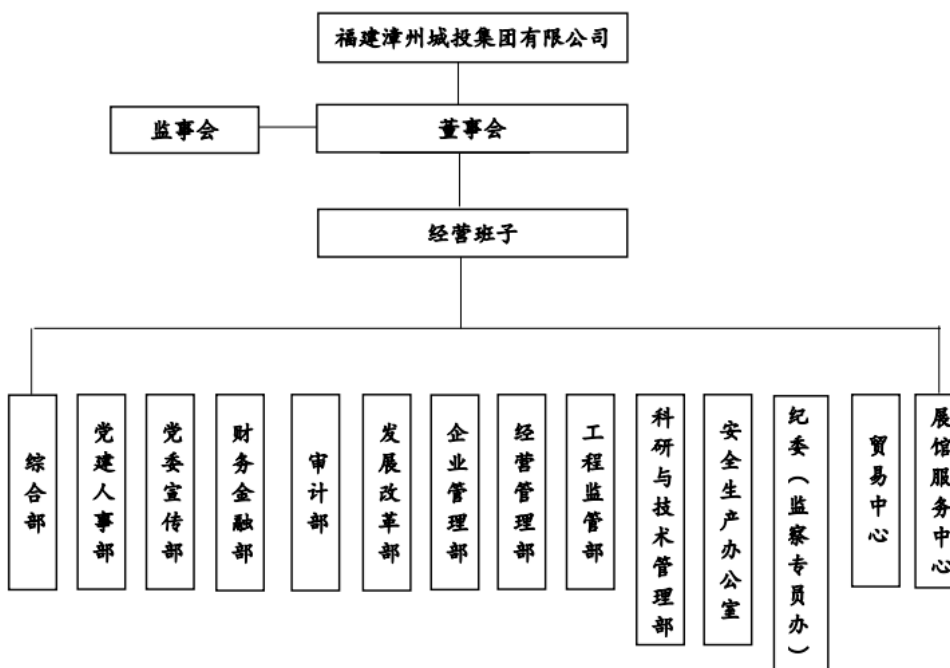 福建漳州城投集团有限公司
监事会
董事会
经营班子
综合部
党建人事部
党委宣传部
财务金融部
审计部
发展改革部
企业管理部
经营管理部
工程监管部
科研与技术管理部
安全生产办公室
纪委（监察专员办）
贸易中心
展馆服务中心